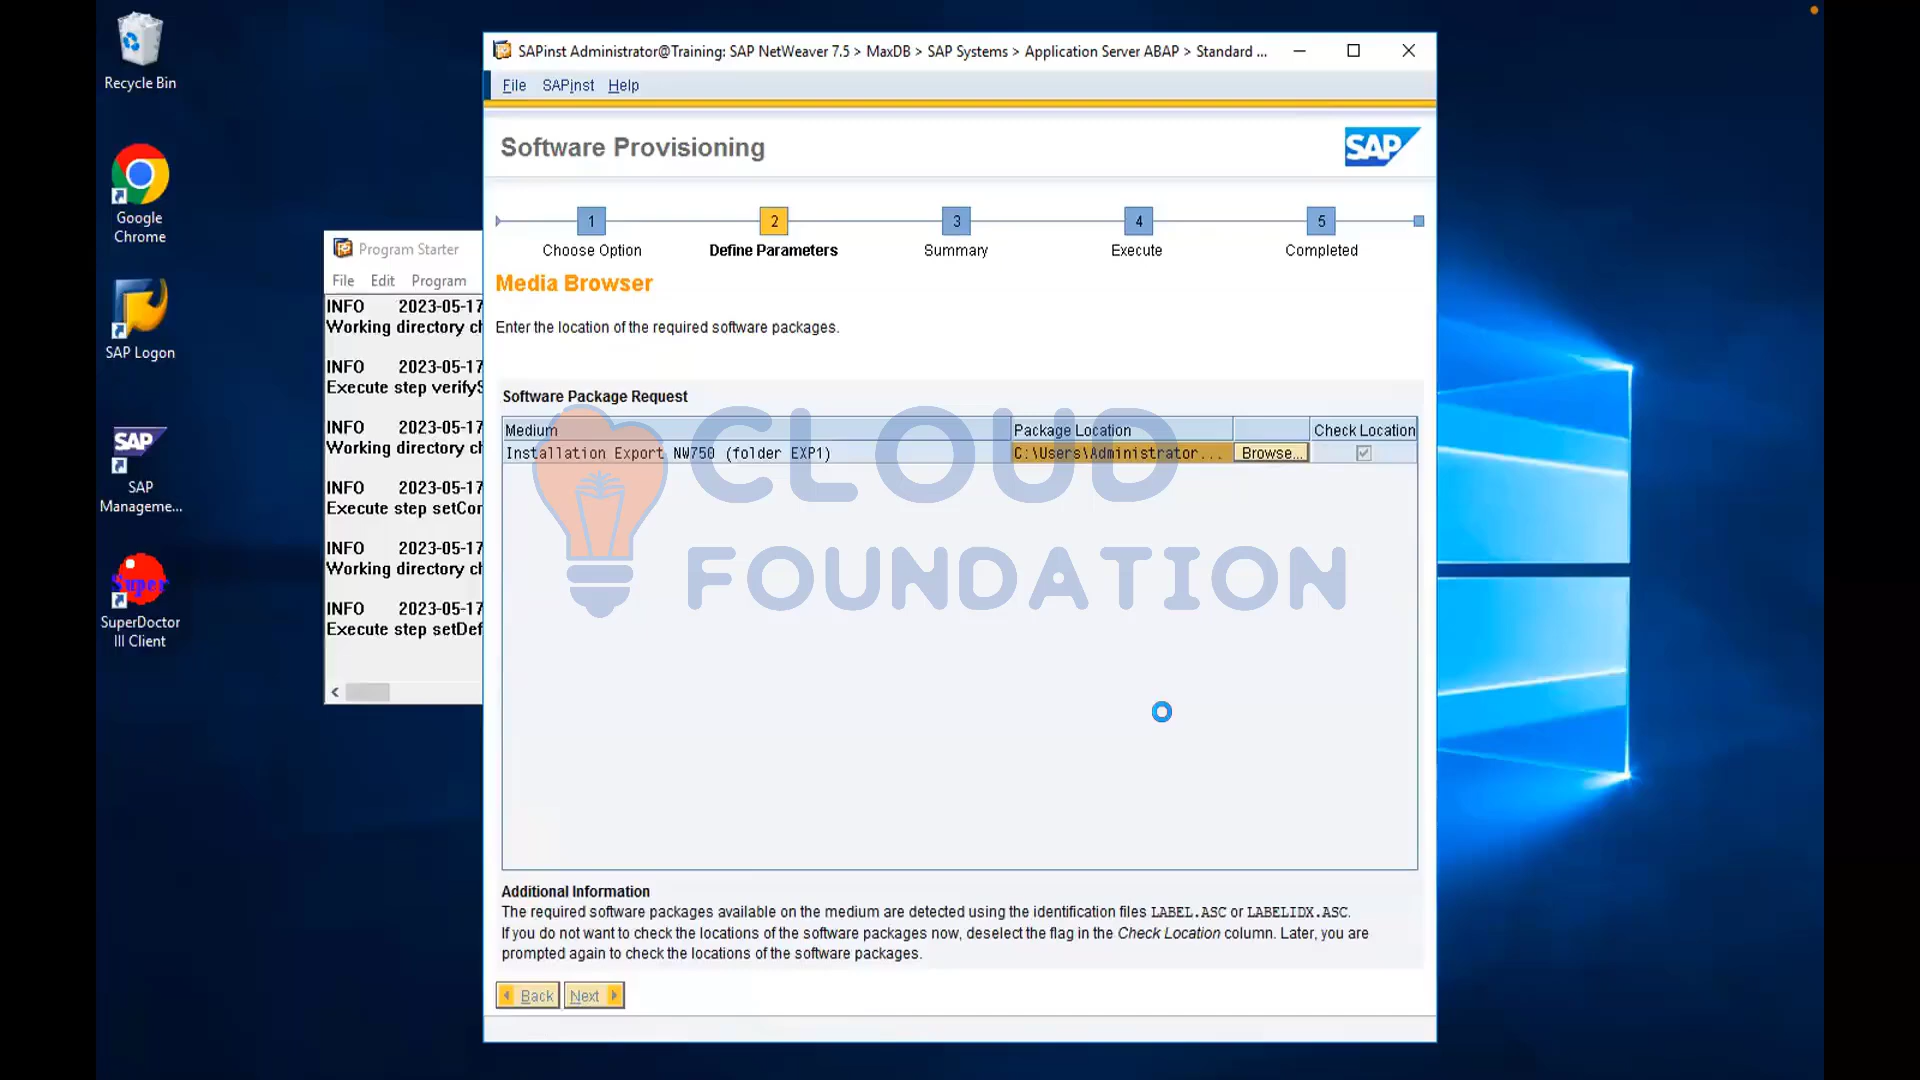 Recycle Bin
Google
Chrome
SAP Logon
SAP
SAP
Manageme...
Super
SuperDoctor
III Client
Program Starter
File Edit Program
INFO 2023-05-17
Working directory ch
INFO 2023-05-17
Execute step verifyS
INFO 2023-05-17
Working directory ch
INFO 2023-05-17
Execute step setCor
INFO 2023-05-17
Working directory ch
INFO 2023-05-17
Execute step setDef
SAPinst Administrator@Training: SAP NetWeaver 7.5 > MaxDB > SAP Systems > Application Server ABAP > Standard ...
File SAPinst Help
Software Provisioning
SAP
1 2 3 4 5
Choose Option Define Parameters Summary Execute Completed
Media Browser
Enter the location of the required software packages.
Software Package Request
Medium Package Location Check Location
Installation Export NW750 (folder EXP1) C:\Users\Administrator... Browse...
CLOUD
FOUNDATION
Additional Information
The required software packages available on the medium are detected using the identification files LABEL.ASC or LABELIDX.ASC.
If you do not want to check the locations of the software packages now, deselect the flag in the Check Location column. Later, you are
prompted again to check the locations of the software packages.
Back Next